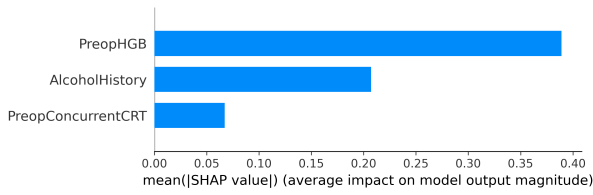 PreopHGB
AlcoholHistory
PreopConcurrentCRT
0.00 0.05 0.10 0.15 0.20 0.25 0.30 0.35 0.40
mean(|SHAP value|) (average impact on model output magnitude)